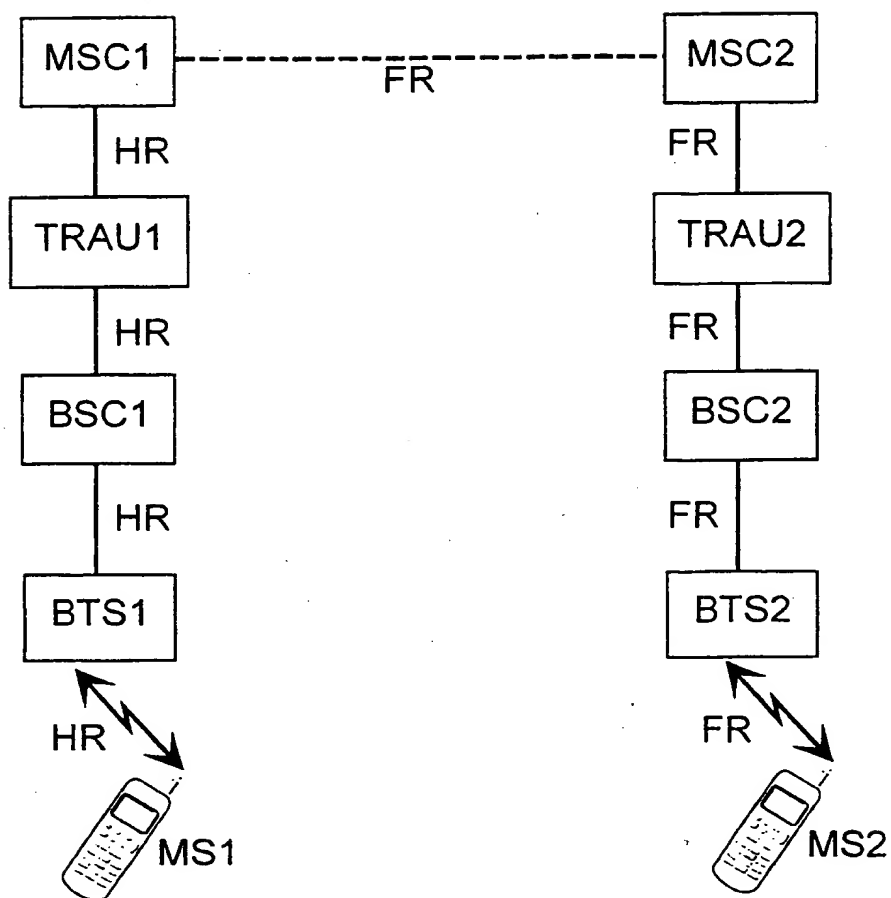 MSC1
FR
MSC2
HR
FR
TRAU1
TRAU2
HR
FR
BSC1
BSC2
HR
FR
BTS1
BTS2
HR
FR
MS1
MS2